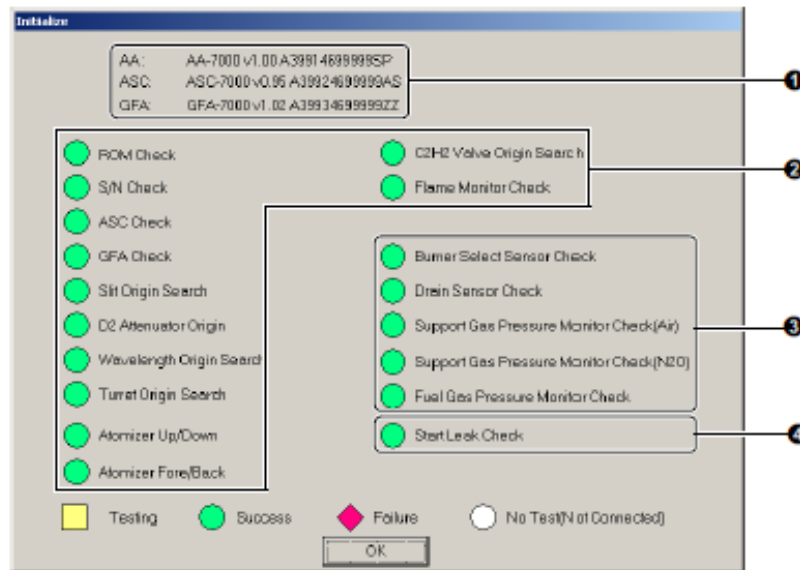 Initialize
AA: AA-7000 v1.00 A39914699999SP
ASC: ASC-7000 v0.95 A39924699999AS
GFA: GFA-7000 v1.02 A39934699999ZZ
1
ROM Check
S/N Check
ASC Check
GFA Check
Slit Origin Search
D2 Attenuator Origin
Wavelength Origin Search
Turret Origin Search
Atomizer Up/Down
Atomizer Fore/Back
C2H2 Valve Origin Search
Flame Monitor Check
2
Burner Select Sensor Check
Drain Sensor Check
Support Gas Pressure Monitor Check(Air)
Support Gas Pressure Monitor Check(N2O)
Fuel Gas Pressure Monitor Check
3
Start Leak Check
4
Testing
Success
Failure
No Test(Not Connected)
OK